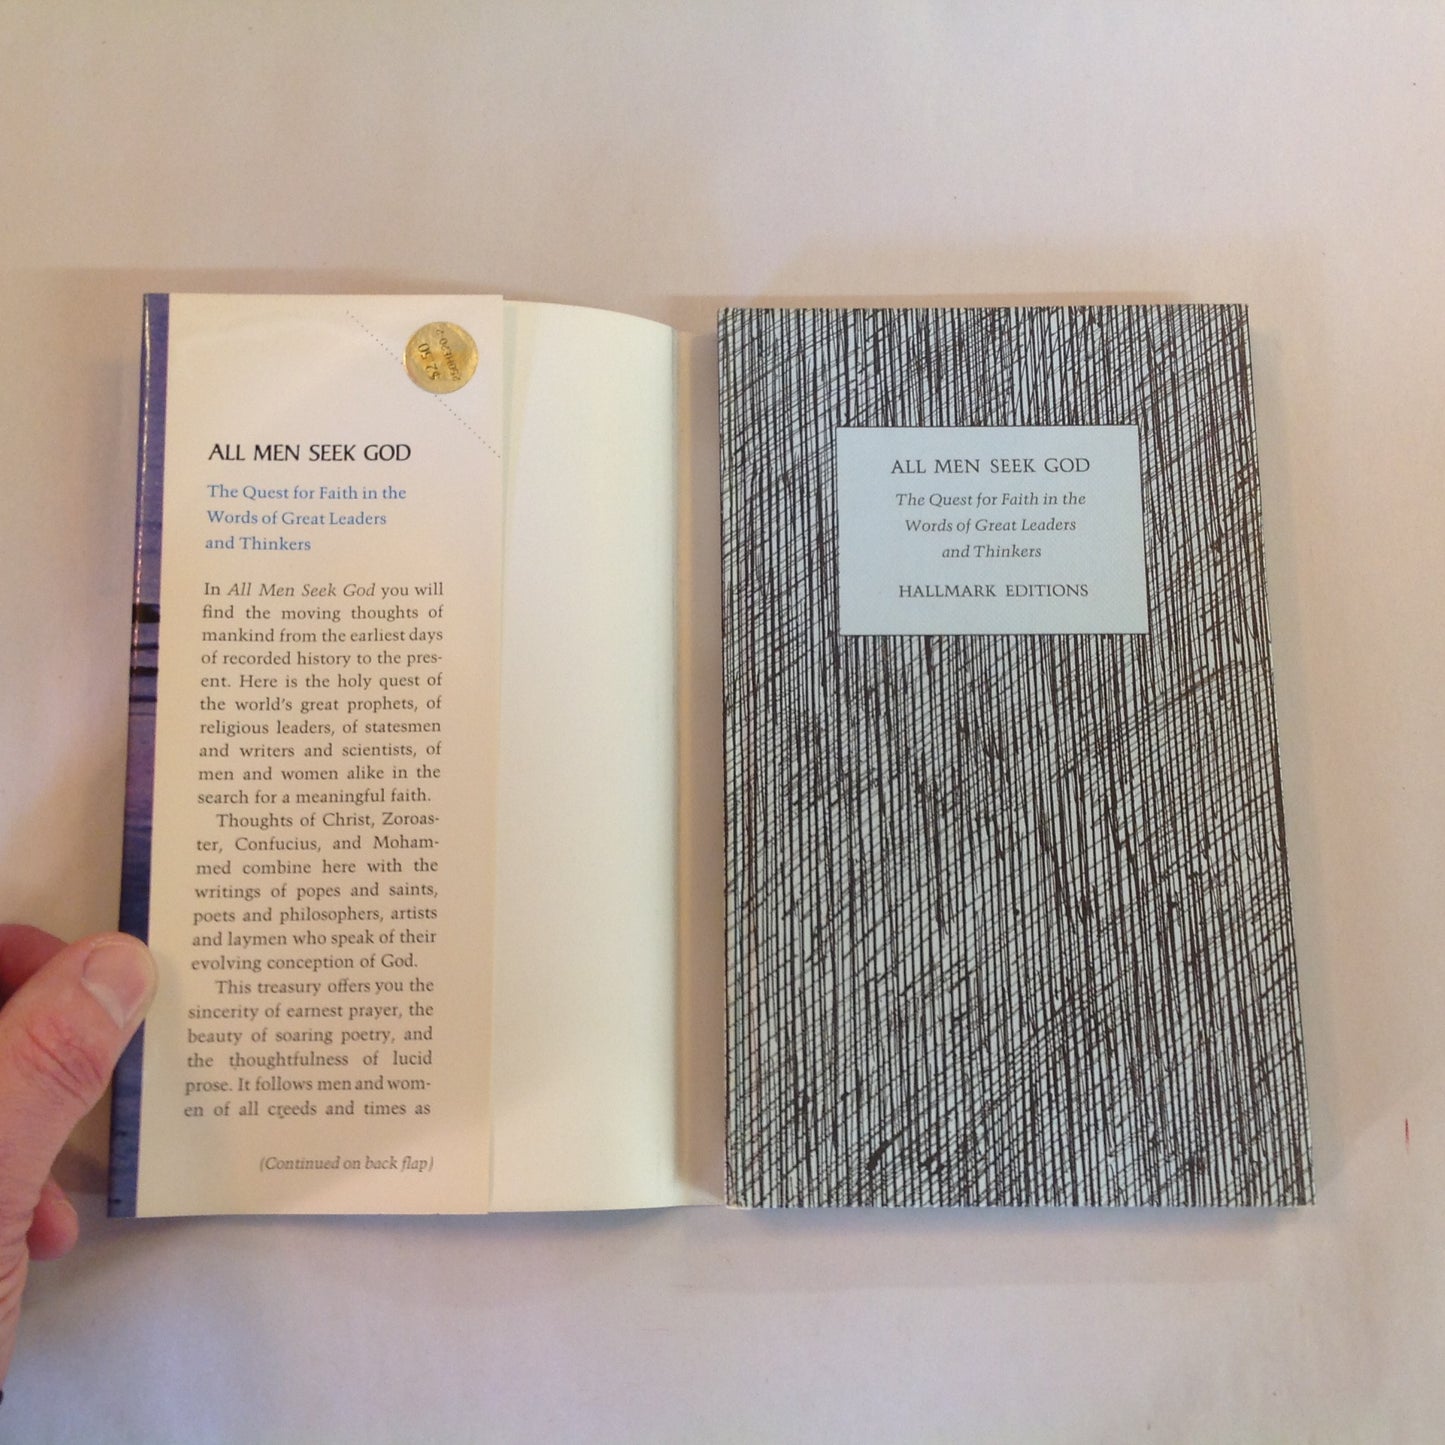 $2.50
250HE20-2
ALL MEN SEEK GOD
The Quest for Faith in the
Words of Great Leaders
and Thinkers
In All Men Seek God you will
find the moving thoughts of
mankind from the earliest days
of recorded history to the pres-
ent. Here is the holy quest of
the world's great prophets, of
religious leaders, of statesmen
and writers and scientists, of
men and women alike in the
search for a meaningful faith.
Thoughts of Christ, Zoroas-
ter, Confucius, and Moham-
med combine here with the
writings of popes and saints,
poets and philosophers, artists
and laymen who speak of their
evolving conception of God.
This treasury offers you the
sincerity of earnest prayer, the
beauty of soaring poetry, and
the thoughtfulness of lucid
prose. It follows men and wom-
en of all creeds and times as
(Continued on back flap)
ALL MEN SEEK GOD
The Quest for Faith in the
Words of Great Leaders
and Thinkers
HALLMARK EDITIONS